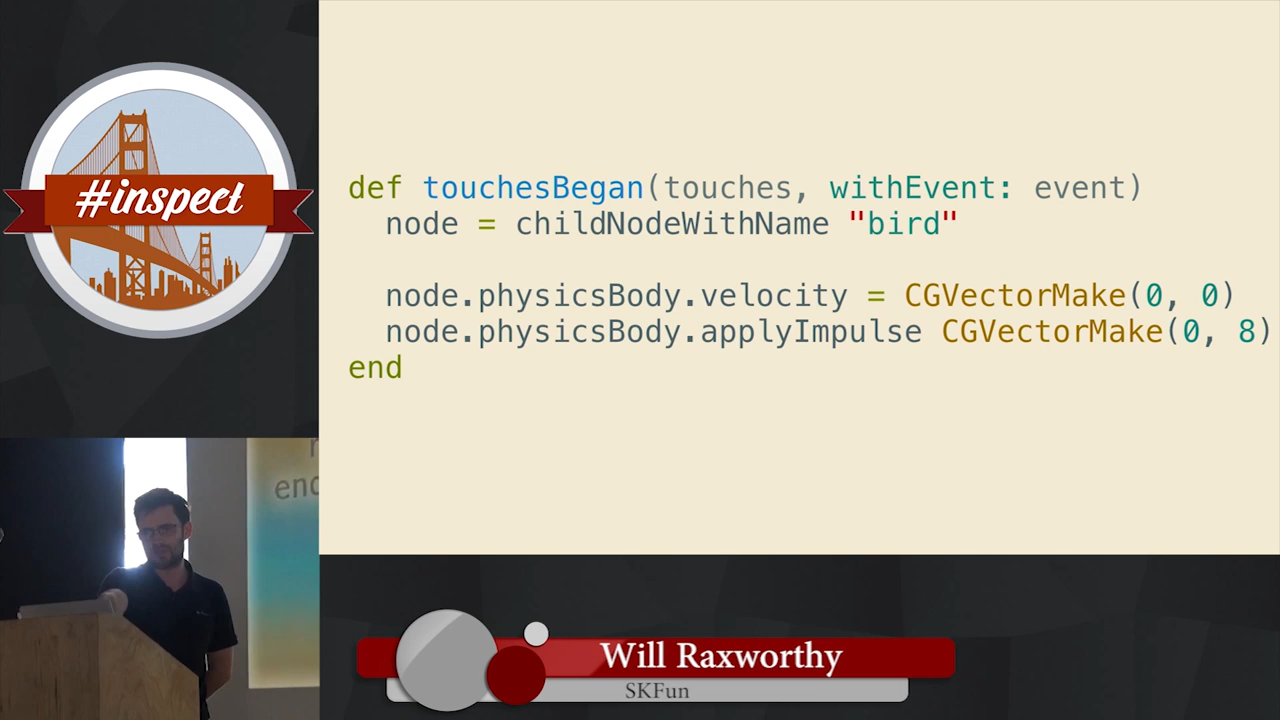 #inspect
def touchesBegan(touches, withEvent: event)
node = childNodeWithName "bird"
node.physicsBody.velocity = CGVectorMake(0, 0)
node.physicsBody.applyImpulse CGVectorMake(0, 8)
end
end
Will Raxworthy
SKFun